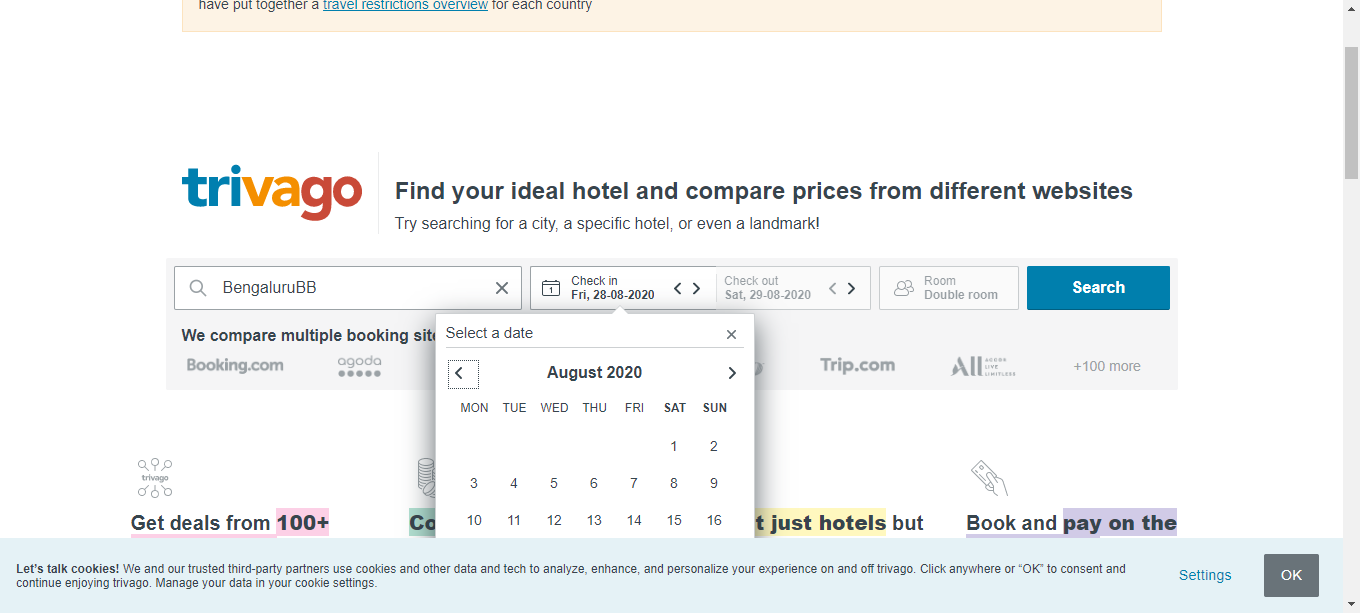 have put together a travel restrictions overview for each country
trivago
Find your ideal hotel and compare prices from different websites
Try searching for a city, a specific hotel, or even a landmark!
BengaluruBB
1
Check in
Fri, 28-08-2020
Check out
Sat, 29-08-2020
Room
Double room
Search
We compare multiple booking site
Booking.com
agoda
Trip.com
ALL ACCOR LIVE LIMITLESS
+100 more
Select a date
August 2020
MON TUE WED THU FRI SAT SUN
1 2
3 4 5 6 7 8 9
10 11 12 13 14 15 16
trivago
Get deals from 100+
Co
t just hotels but
Book and pay on the
Let's talk cookies! We and our trusted third-party partners use cookies and other data and tech to analyze, enhance, and personalize your experience on and off trivago. Click anywhere or “OK” to consent and
continue enjoying trivago. Manage your data in your cookie settings.
Settings
OK